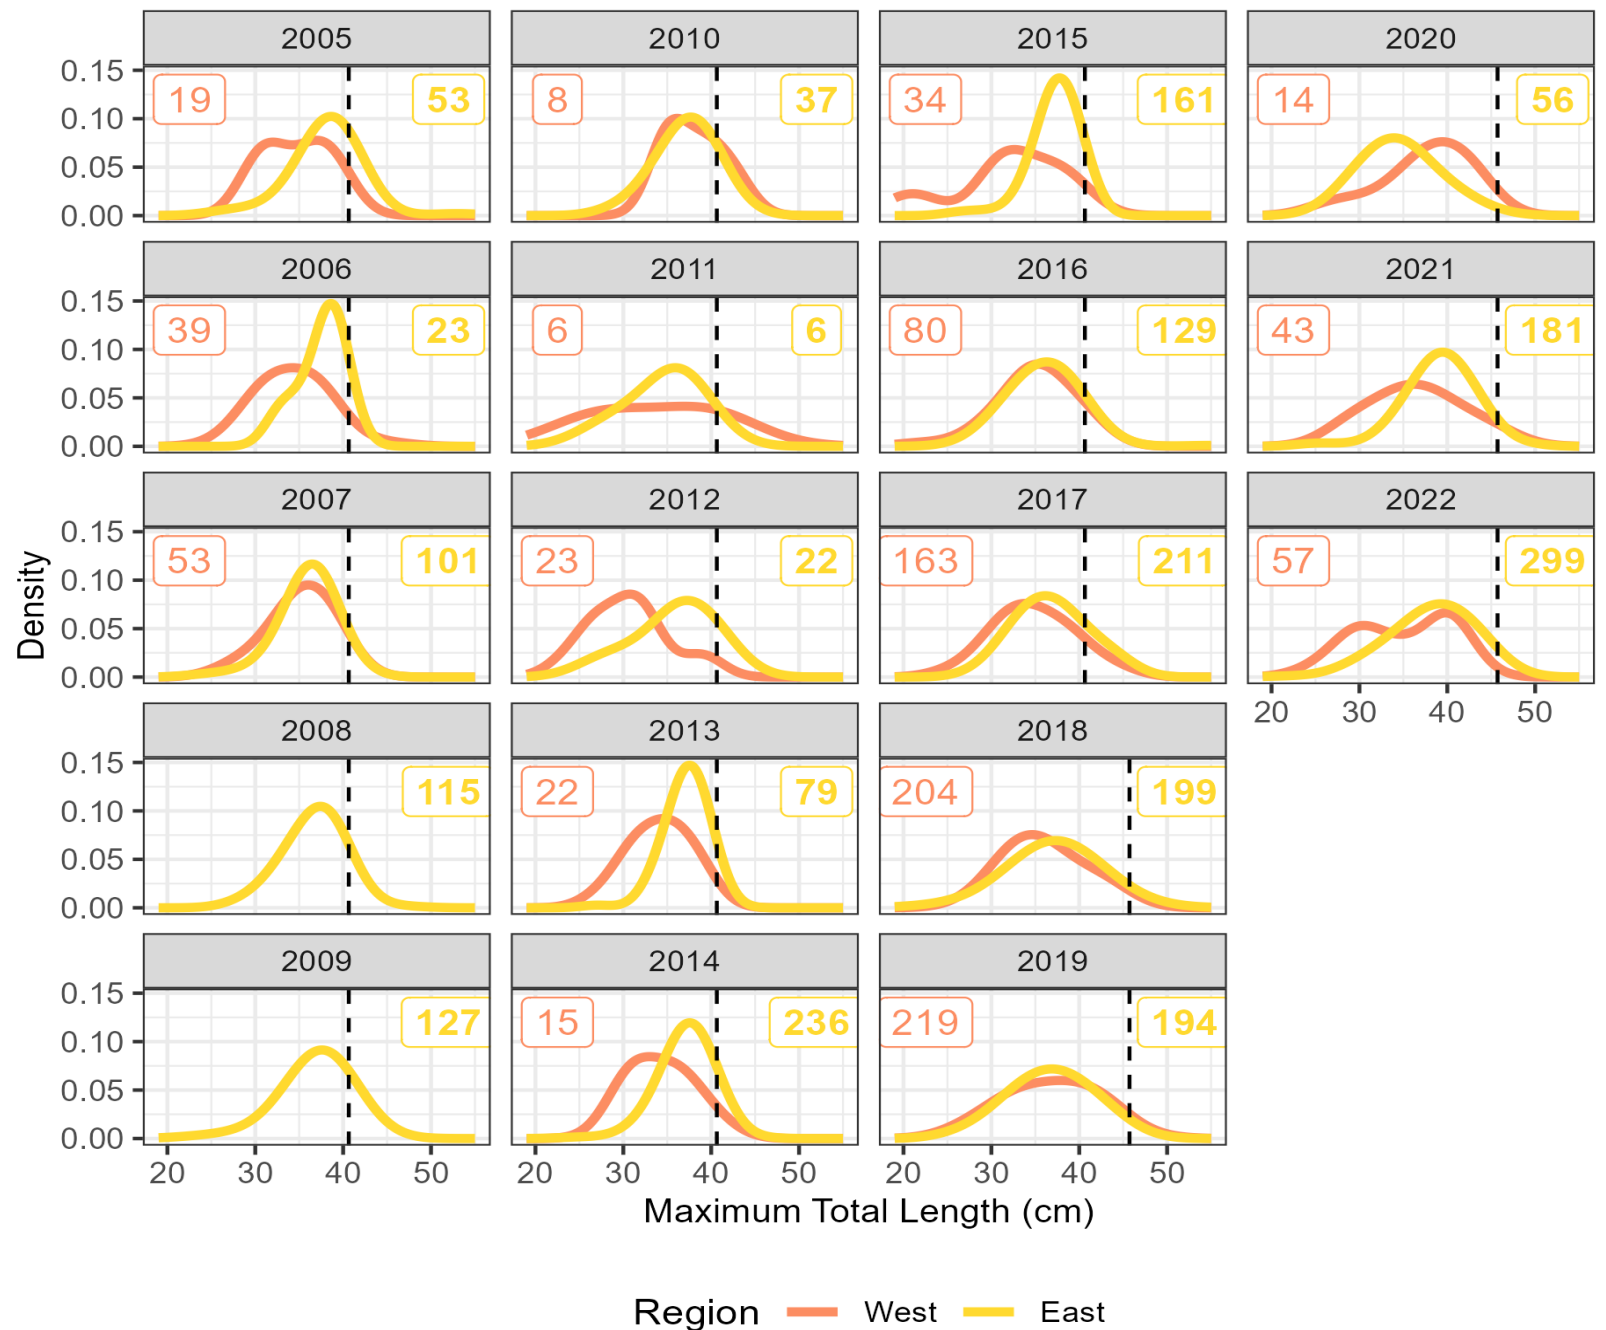 2005 2010 2015 2020
0.15
19 53 8 37 34 161 14 56
0.10
0.05
0.00
2006 2011 2016 2021
0.15
39 23 6 6 80 129 43 181
0.10
0.05
0.00
2007 2012 2017 2022
0.15
53 101 23 22 163 211 57 299
0.10
0.05
0.00
20 30 40 50
2008 2013 2018
0.15
115 22 79 204 199
0.10
0.05
0.00
2009 2014 2019
0.15
127 15 236 219 194
0.10
0.05
0.00
20 30 40 50 20 30 40 50 20 30 40 50
Density
Maximum Total Length (cm)
Region West East